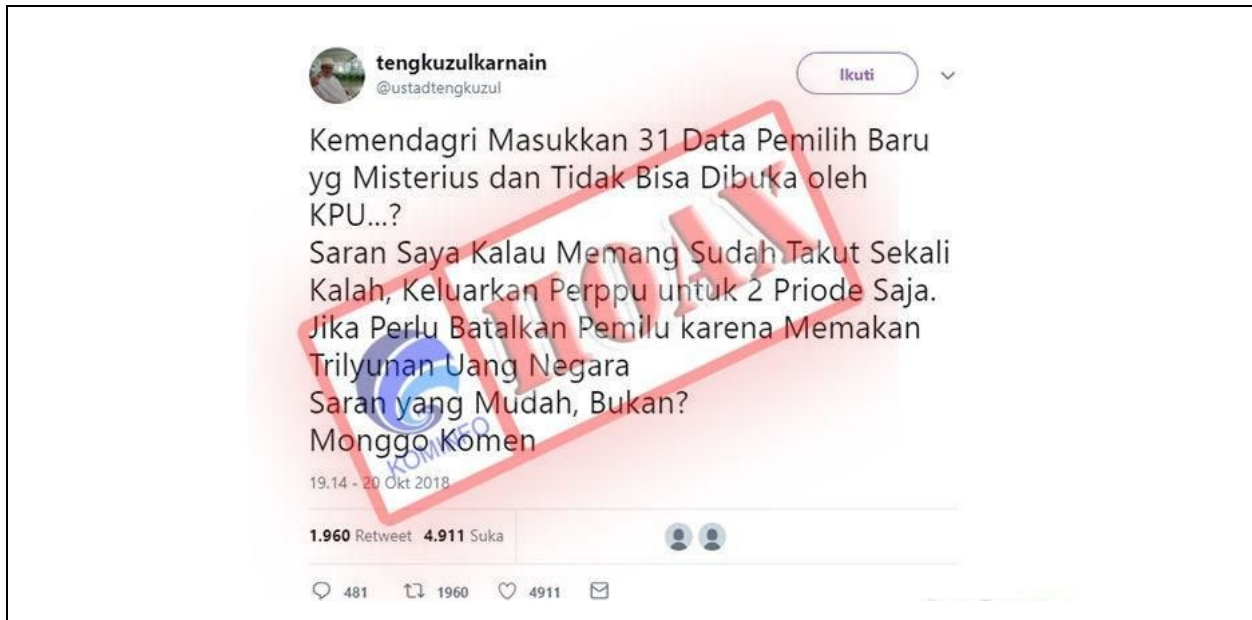 tengkuzulkarnain
@ustadtengkuzul
Ikuti
Kemendagri Masukkan 31 Data Pemilih Baru
yg Misterius dan Tidak Bisa Dibuka oleh
KPU...?
Saran Saya Kalau Memang Sudah Takut Sekali
Kalah, Keluarkan Perppu untuk 2 Priode Saja.
Jika Perlu Batalkan Pemilu karena Memakan
Trilyunan Uang Negara
Saran yang Mudah, Bukan?
Monggo Komen
HOAX
KOMINFO
19.14 - 20 Okt 2018
1.960 Retweet 4.911 Suka
481 1960 4911